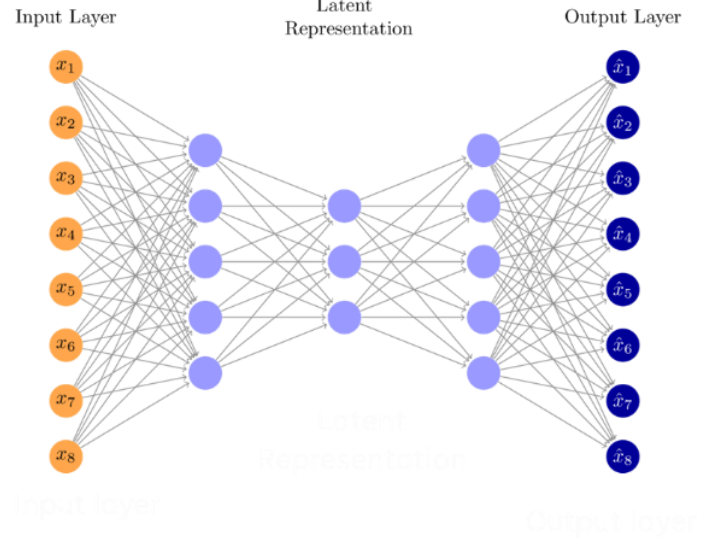 Input Layer
Latent
Representation
Output Layer
x1
x2
x3
x4
x5
x6
x7
x8
x̂1
x̂2
x̂3
x̂4
x̂5
x̂6
x̂7
x̂8
Latent
Representation
Input layer
Output layer